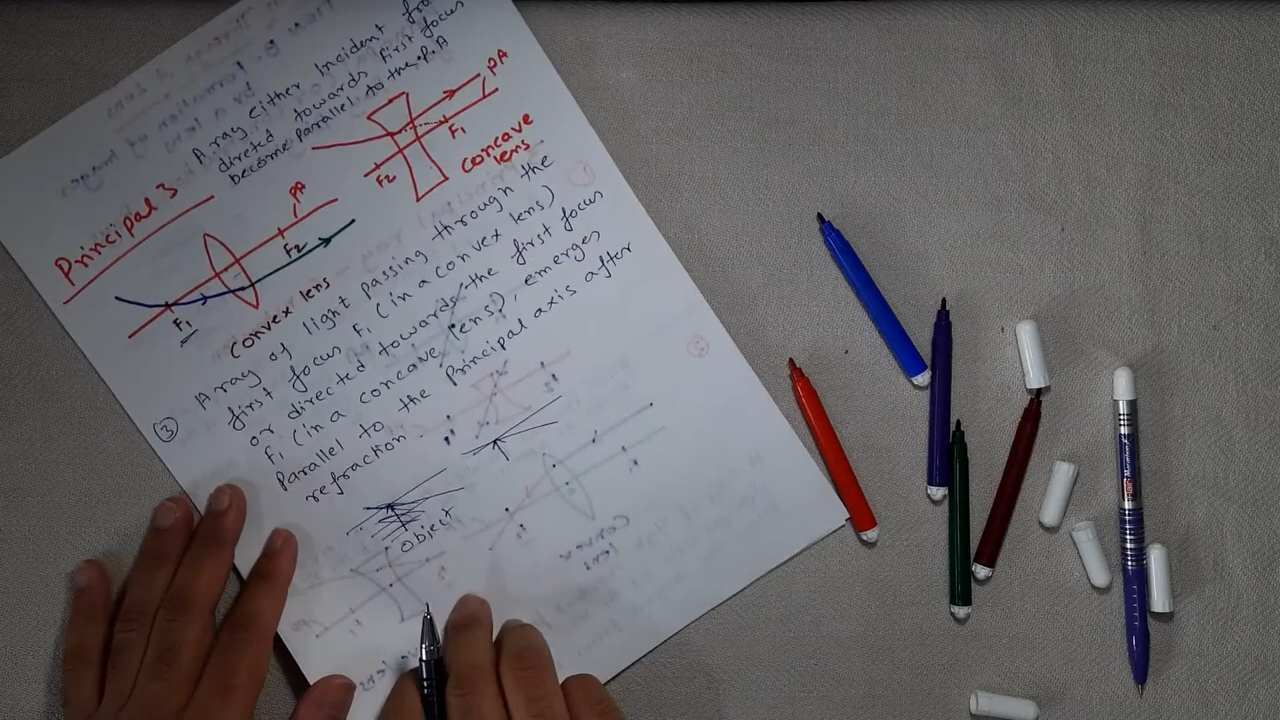 A ray either Incident from
direted towards First focus
become parallel to the P.A
Principal 3
PA
F2
F1
convex lens
PA
F1
F2
concave
lens
③ A ray of light passing through the
first focus F1 (in a convex lens)
or directed towards the first focus
F1 (in a concave lens), emerges
Parallel to the Principal axis after
refraction.
object